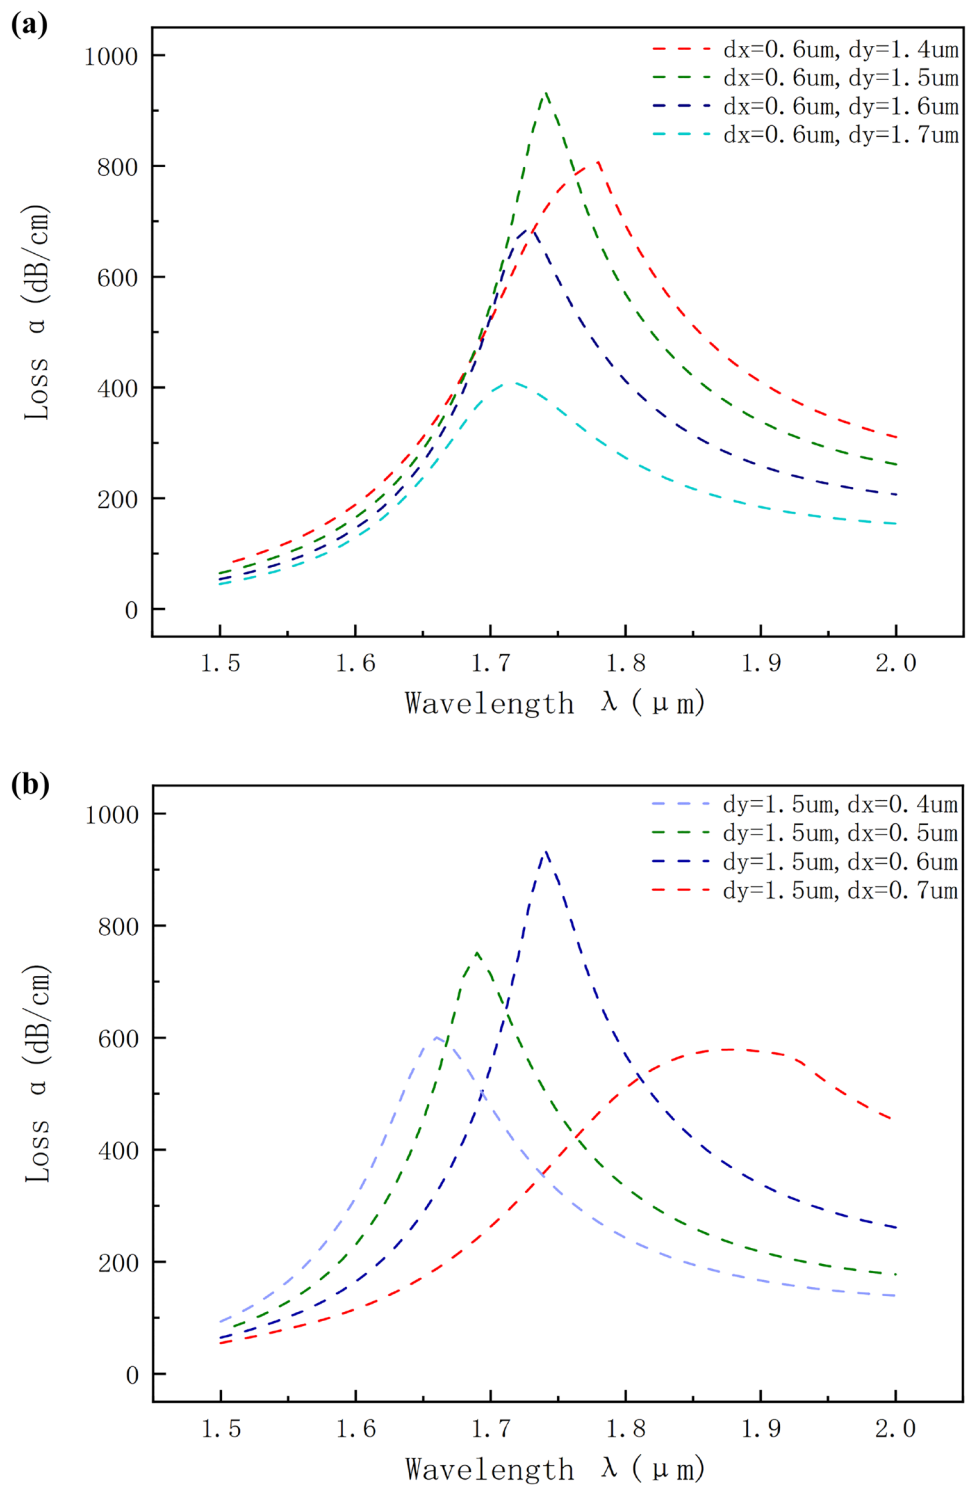 (a)
1000
800
600
400
200
0
Loss α (dB/cm)
dx=0.6um, dy=1.4um
dx=0.6um, dy=1.5um
dx=0.6um, dy=1.6um
dx=0.6um, dy=1.7um
1.5 1.6 1.7 1.8 1.9 2.0
Wavelength λ (μm)
(b)
1000
800
600
400
200
0
Loss α (dB/cm)
dy=1.5um, dx=0.4um
dy=1.5um, dx=0.5um
dy=1.5um, dx=0.6um
dy=1.5um, dx=0.7um
1.5 1.6 1.7 1.8 1.9 2.0
Wavelength λ (μm)